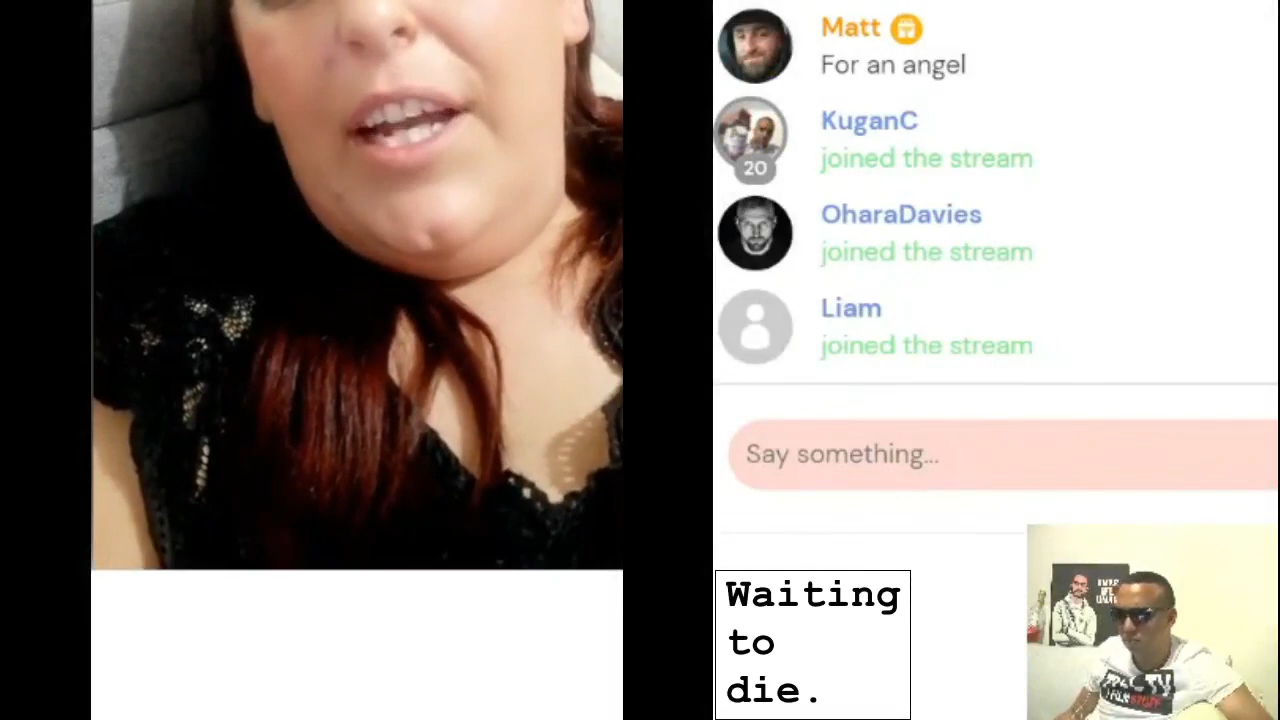 Matt
For an angel
KuganC
joined the stream
20
OharaDavies
joined the stream
Liam
joined the stream
Say something...
Waiting
to
die.